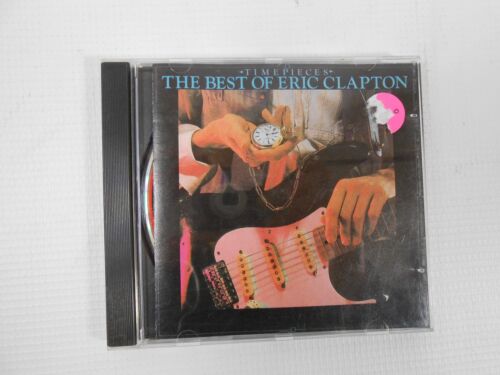 •TIMEPIECES•
THE BEST OF ERIC CLAPTON